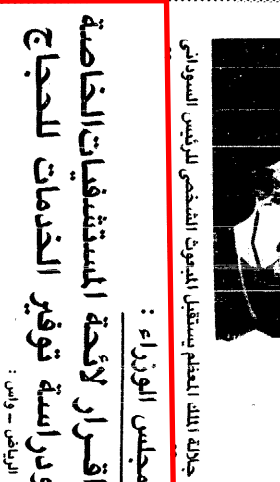 جلالة الملك المعظم يستقبل المبعوث الشخصي للرئيس السوداني
مجلس الوزراء :
اقرار لائحة المستشفيات الخاصة
ودراسة توفير الخدمات للحجاج
الرياض - واس :